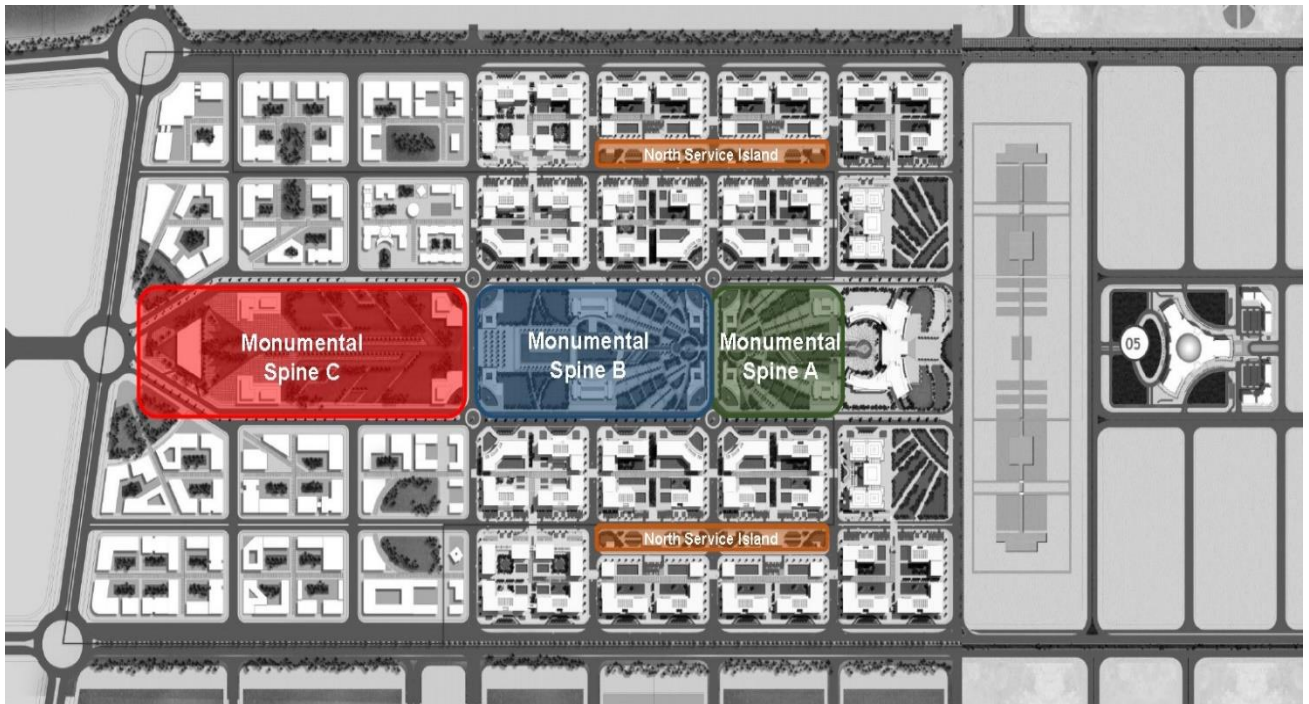 North Service Island
Monumental
Spine C
Monumental
Spine B
Monumental
Spine A
05
North Service Island